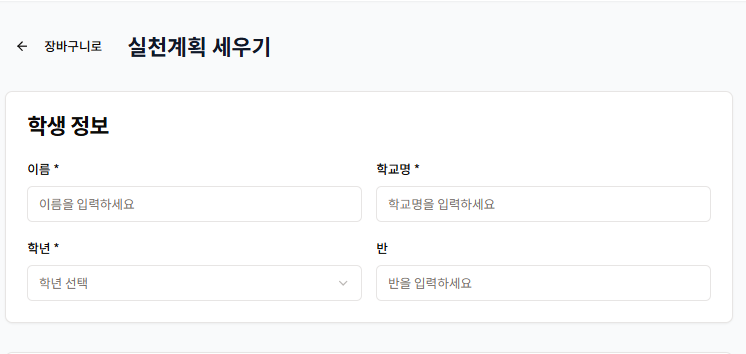 장바구니로 실천계획 세우기
학생 정보
이름 * 학교명 *
이름을 입력하세요 학교명을 입력하세요
학년 * 반
학년 선택 반을 입력하세요